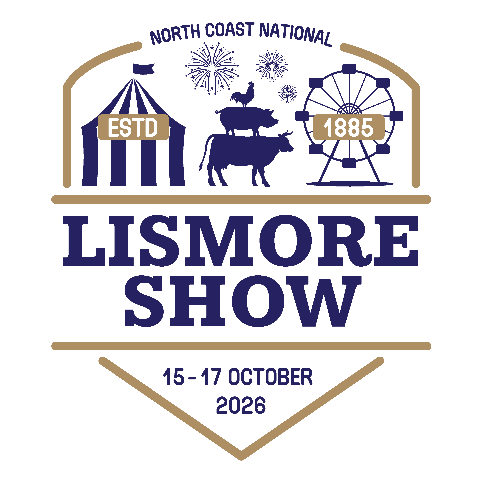 NORTH COAST NATIONAL
ESTD 1885
LISMORE
SHOW
15-17 OCTOBER
2026